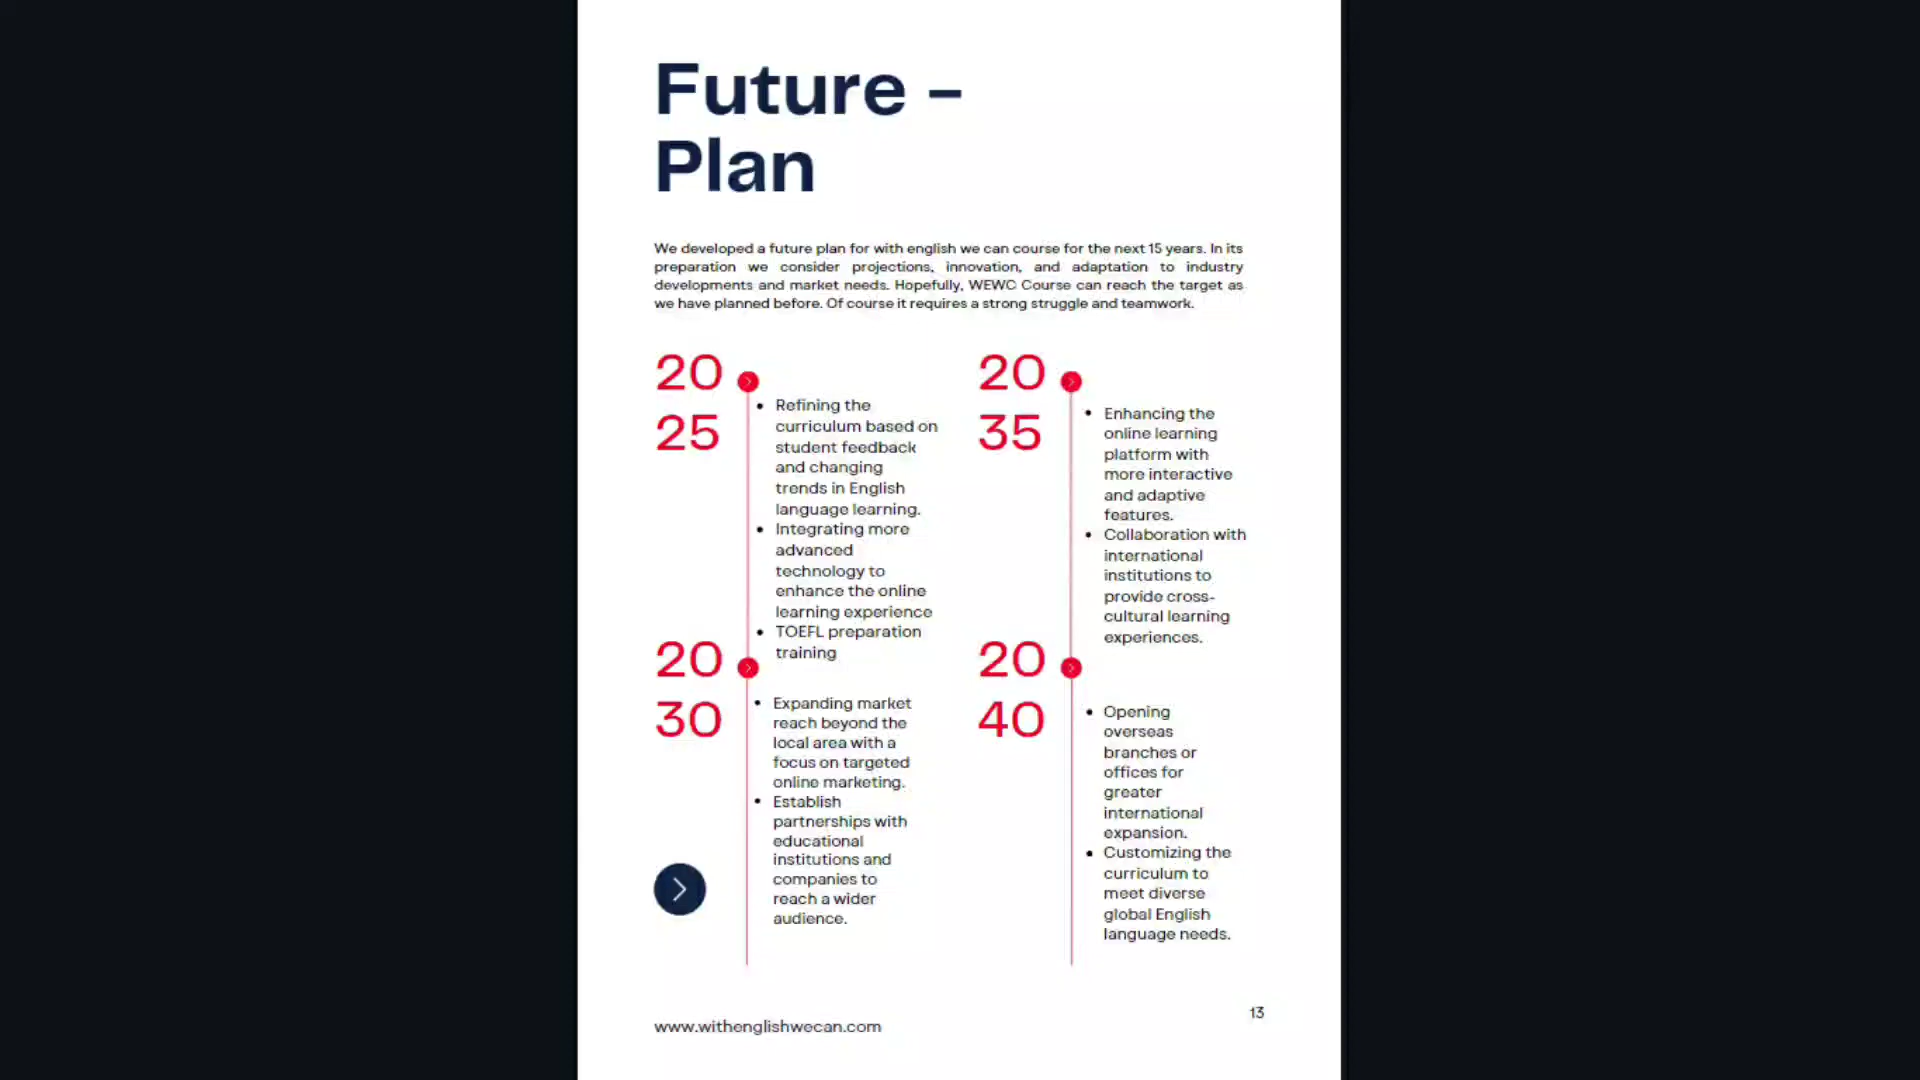 Future –
Plan
We developed a future plan for with english we can course for the next 15 years. In its
preparation we consider projections, innovation, and adaptation to industry
developments and market needs. Hopefully, WEWC Course can reach the target as
we have planned before. Of course it requires a strong struggle and teamwork.
20
25
• Refining the
curriculum based on
student feedback
and changing
trends in English
language learning.
• Integrating more
advanced
technology to
enhance the online
learning experience
• TOEFL preparation
training
20
30
• Expanding market
reach beyond the
local area with a
focus on targeted
online marketing.
• Establish
partnerships with
educational
institutions and
companies to
reach a wider
audience.
20
35
• Enhancing the
online learning
platform with
more interactive
and adaptive
features.
• Collaboration with
international
institutions to
provide cross-
cultural learning
experiences.
20
40
• Opening
overseas
branches or
offices for
greater
international
expansion.
• Customizing the
curriculum to
meet diverse
global English
language needs.
13
www.withenglishwecan.com